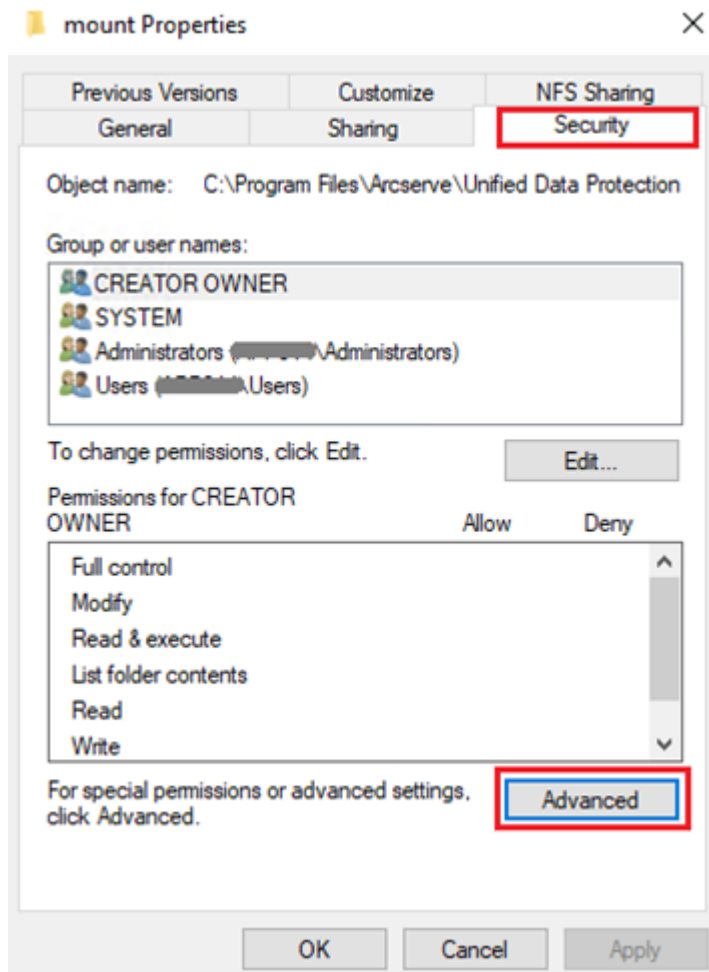 mount Properties
Previous Versions
Customize
NFS Sharing
General
Sharing
Security
Object name: C:\Program Files\Arcserve\Unified Data Protection
Group or user names:
CREATOR OWNER
SYSTEM
Administrators (\Administrators)
Users (\Users)
To change permissions, click Edit.
Edit...
Permissions for CREATOR
OWNER
Allow
Deny
Full control
Modify
Read & execute
List folder contents
Read
Write
For special permissions or advanced settings,
click Advanced.
Advanced
OK
Cancel
Apply